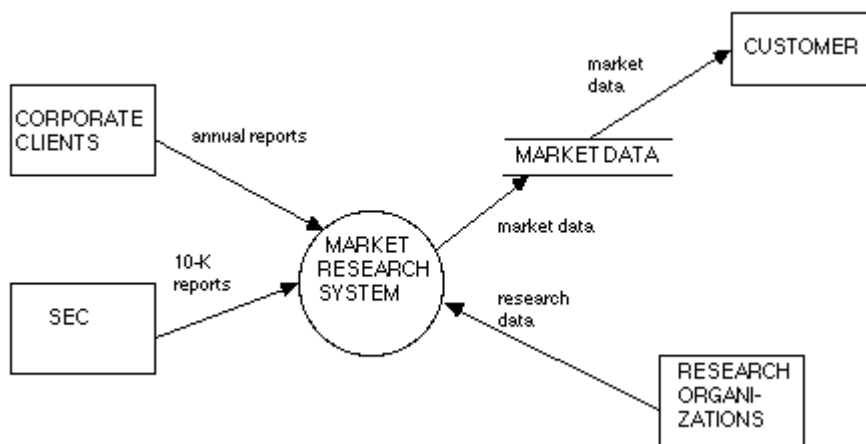 CUSTOMER
market
data
CORPORATE
CLIENTS
annual reports
MARKET DATA
market data
MARKET
RESEARCH
SYSTEM
10-K
reports
SEC
research
data
RESEARCH
ORGANI-
ZATIONS